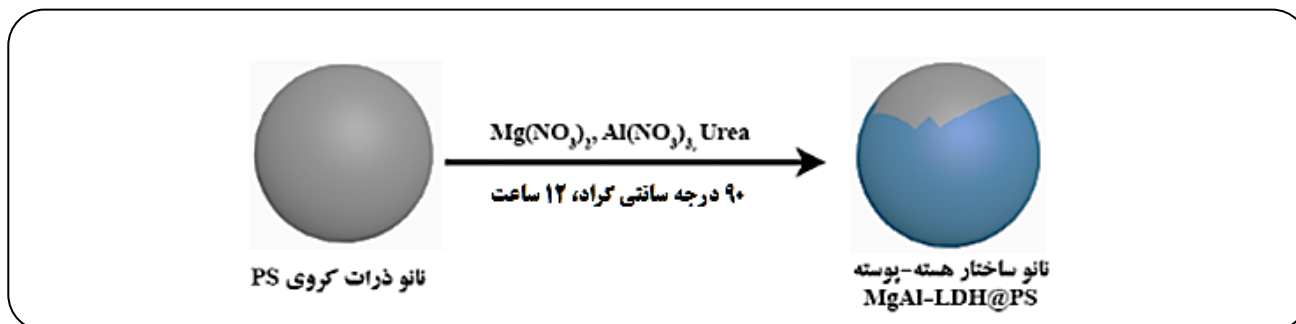 Mg(NO3)2, Al(NO3)3, Urea
۹۰ درجه سانتی گراد، ۱۲ ساعت
نانو ذرات کروی PS
نانو ساختار هسته-پوسته
MgAl-LDH@PS